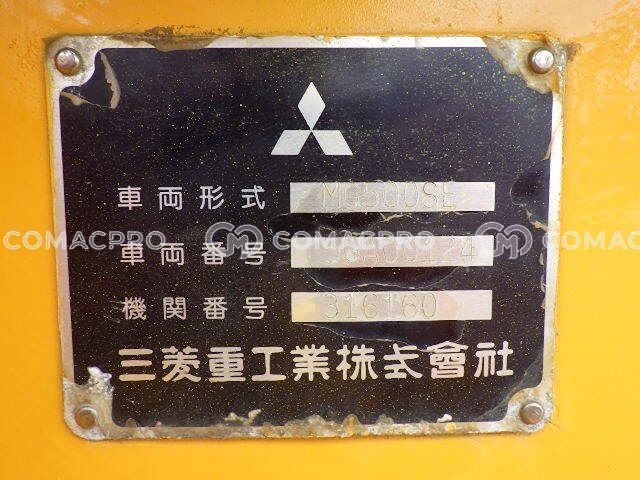 車両形式 MG500SE
COMACPRO COMACPRO COMAC
車両番号
機関番号 316160
三菱重工業株式會社